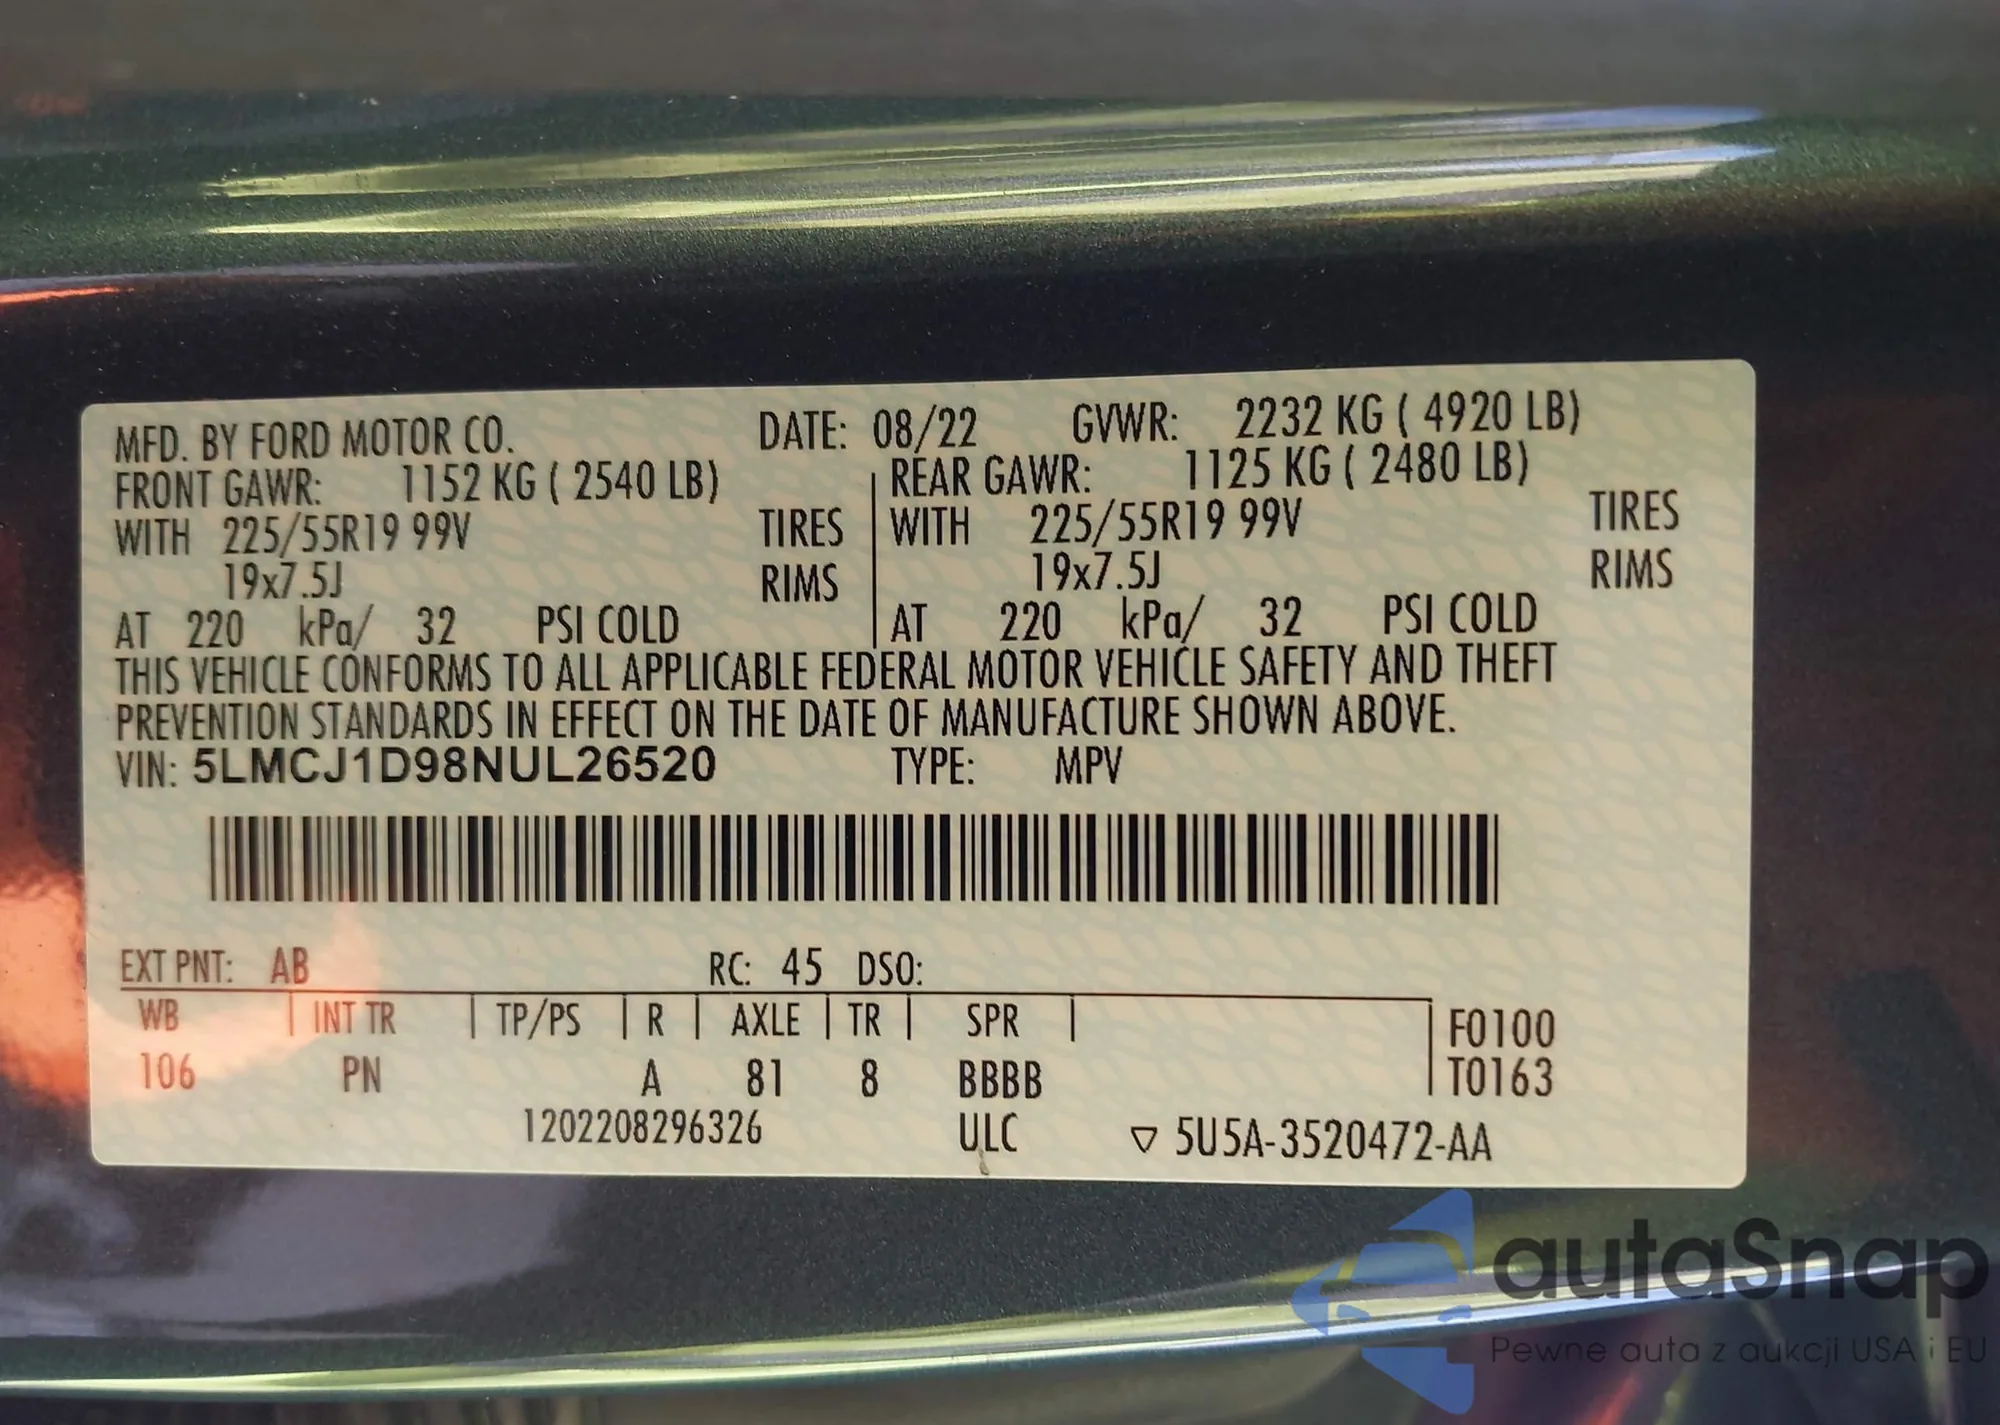 MFD. BY FORD MOTOR CO. DATE: 08/22 GVWR: 2232 KG ( 4920 LB)
FRONT GAWR: 1152 KG ( 2540 LB) REAR GAWR: 1125 KG ( 2480 LB)
WITH 225/55R19 99V TIRES WITH 225/55R19 99V TIRES
19x7.5J RIMS 19x7.5J RIMS
AT 220 kPa/ 32 PSI COLD AT 220 kPa/ 32 PSI COLD
THIS VEHICLE CONFORMS TO ALL APPLICABLE FEDERAL MOTOR VEHICLE SAFETY AND THEFT
PREVENTION STANDARDS IN EFFECT ON THE DATE OF MANUFACTURE SHOWN ABOVE.
VIN: 5LMCJ1D98NUL26520 TYPE: MPV
EXT PNT: AB RC: 45 DSO:
WB INT TR TP/PS R AXLE TR SPR F0100
106 PN A 81 8 BBBB T0163
1202208296326 ULC ▽ 5U5A-3520472-AA
autaSnap
Pewne auta z aukcji USA i EU